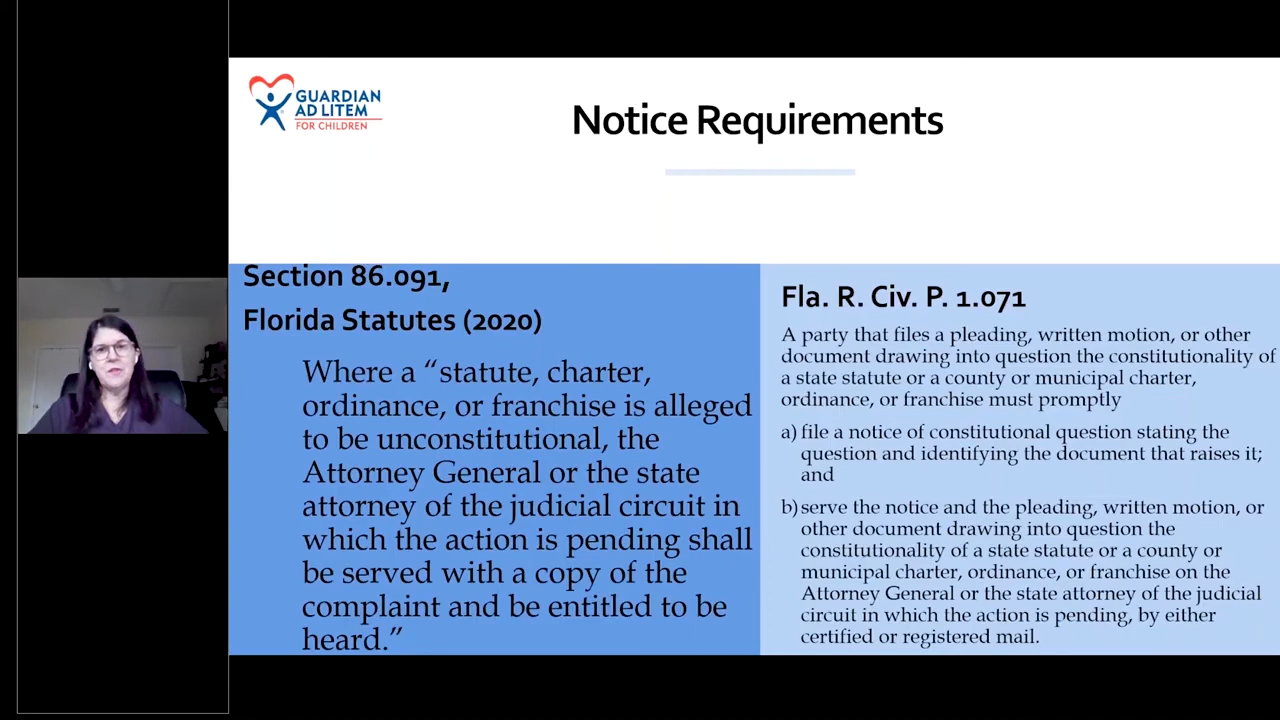 GUARDIAN
AD LITEM
FOR CHILDREN
Notice Requirements
Section 86.091,
Florida Statutes (2020)
Where a “statute, charter,
ordinance, or franchise is alleged
to be unconstitutional, the
Attorney General or the state
attorney of the judicial circuit in
which the action is pending shall
be served with a copy of the
complaint and be entitled to be
heard.”
Fla. R. Civ. P. 1.071
A party that files a pleading, written motion, or other
document drawing into question the constitutionality of
a state statute or a county or municipal charter,
ordinance, or franchise must promptly
a) file a notice of constitutional question stating the
question and identifying the document that raises it;
and
b) serve the notice and the pleading, written motion, or
other document drawing into question the
constitutionality of a state statute or a county or
municipal charter, ordinance, or franchise on the
Attorney General or the state attorney of the judicial
circuit in which the action is pending, by either
certified or registered mail.